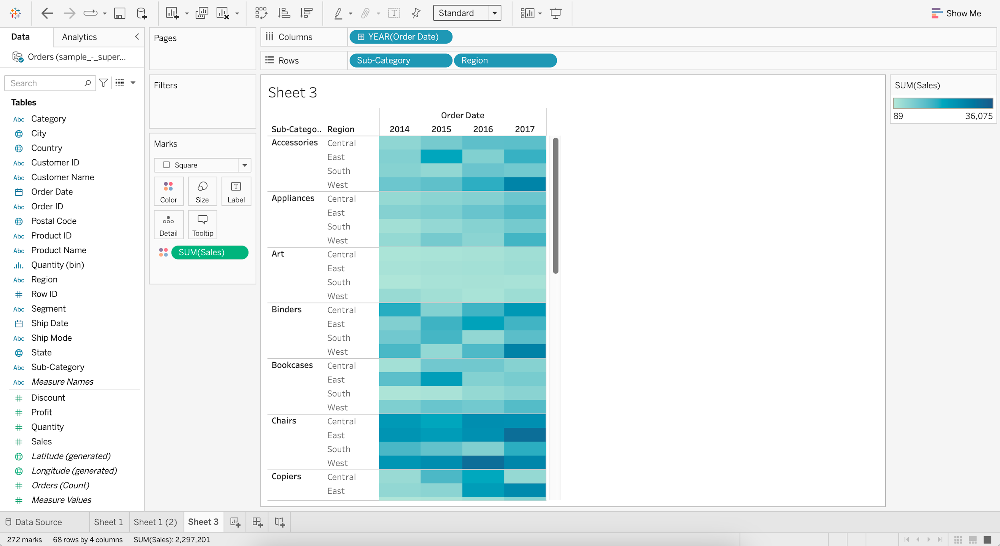 Standard
Show Me
Data
Analytics
Orders (sample_-_super...
Search
Tables
Abc Category
City
Country
Abc Customer ID
Abc Customer Name
Order Date
Abc Order ID
Postal Code
Abc Product ID
Abc Product Name
Quantity (bin)
Abc Region
Row ID
Abc Segment
Ship Date
Abc Ship Mode
State
Abc Sub-Category
Abc Measure Names
Discount
Profit
Quantity
Sales
Latitude (generated)
Longitude (generated)
Orders (Count)
Measure Values
Pages
Filters
Marks
Square
Color Size Label
Detail Tooltip
SUM(Sales)
Columns YEAR(Order Date)
Rows Sub-Category Region
Sheet 3
Order Date
Sub-Catego.. Region 2014 2015 2016 2017
Accessories Central
East
South
West
Appliances Central
East
South
West
Art Central
East
South
West
Binders Central
East
South
West
Bookcases Central
East
South
West
Chairs Central
East
South
West
Copiers Central
East
SUM(Sales)
89 36,075
Data Source Sheet 1 Sheet 1 (2) Sheet 3
272 marks 68 rows by 4 columns SUM(Sales): 2,297,201